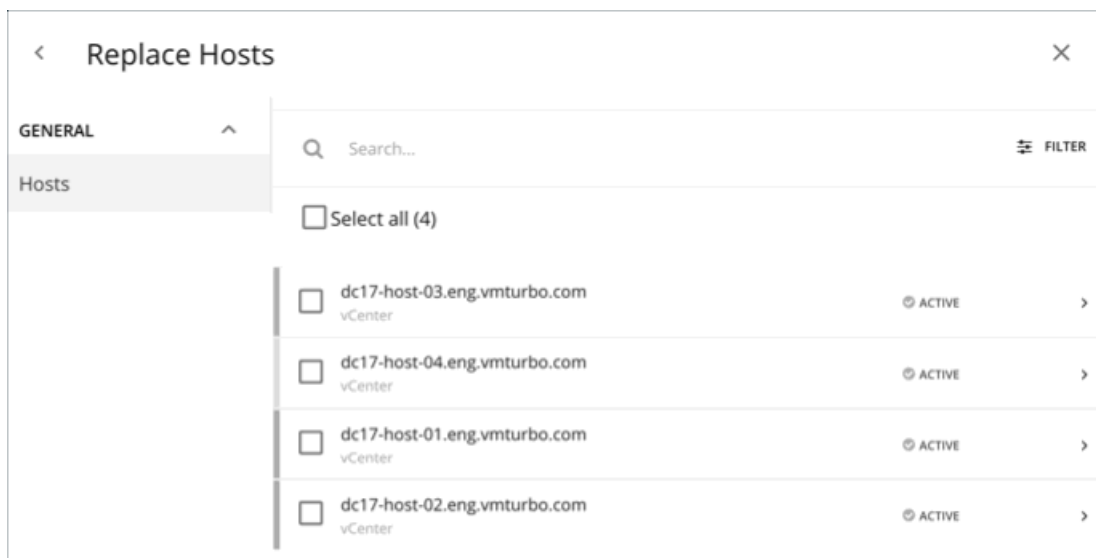 Replace Hosts
GENERAL
Search...
FILTER
Hosts
Select all (4)
dc17-host-03.eng.vmturbo.com
vCenter
ACTIVE
dc17-host-04.eng.vmturbo.com
vCenter
ACTIVE
dc17-host-01.eng.vmturbo.com
vCenter
ACTIVE
dc17-host-02.eng.vmturbo.com
vCenter
ACTIVE